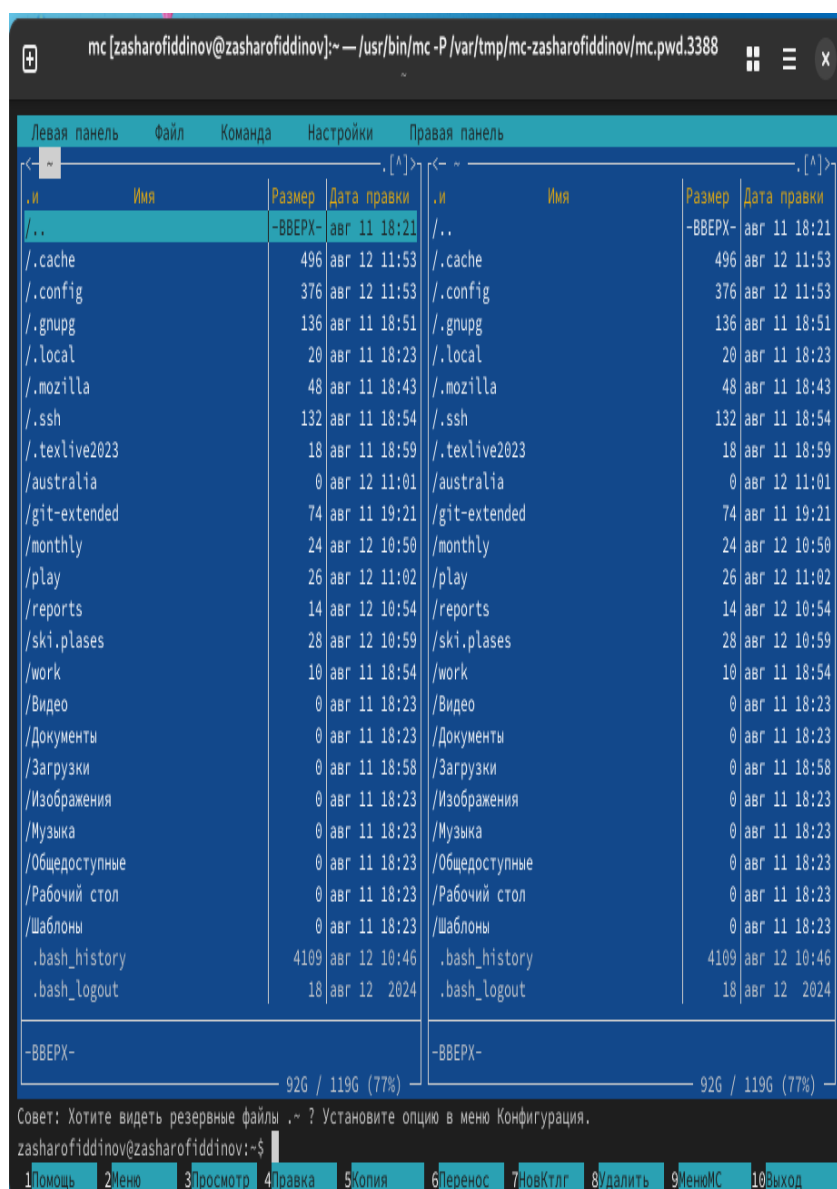 mc [zasharofiddinov@zasharofiddinov]:~ — /usr/bin/mc -P /var/tmp/mc-zasharofiddinov/mc.pwd.3388
~
Левая панель Файл Команда Настройки Правая панель
<- ~ .[^]> <- ~ .[^]>
.и Имя Размер Дата правки .и Имя Размер Дата правки
/.. -ВВЕРХ- авг 11 18:21 /.. -ВВЕРХ- авг 11 18:21
/.cache 496 авг 12 11:53 /.cache 496 авг 12 11:53
/.config 376 авг 12 11:53 /.config 376 авг 12 11:53
/.gnupg 136 авг 11 18:51 /.gnupg 136 авг 11 18:51
/.local 20 авг 11 18:23 /.local 20 авг 11 18:23
/.mozilla 48 авг 11 18:43 /.mozilla 48 авг 11 18:43
/.ssh 132 авг 11 18:54 /.ssh 132 авг 11 18:54
/.texlive2023 18 авг 11 18:59 /.texlive2023 18 авг 11 18:59
/australia 0 авг 12 11:01 /australia 0 авг 12 11:01
/git-extended 74 авг 11 19:21 /git-extended 74 авг 11 19:21
/monthly 24 авг 12 10:50 /monthly 24 авг 12 10:50
/play 26 авг 12 11:02 /play 26 авг 12 11:02
/reports 14 авг 12 10:54 /reports 14 авг 12 10:54
/ski.plases 28 авг 12 10:59 /ski.plases 28 авг 12 10:59
/work 10 авг 11 18:54 /work 10 авг 11 18:54
/Видео 0 авг 11 18:23 /Видео 0 авг 11 18:23
/Документы 0 авг 11 18:23 /Документы 0 авг 11 18:23
/Загрузки 0 авг 11 18:58 /Загрузки 0 авг 11 18:58
/Изображения 0 авг 11 18:23 /Изображения 0 авг 11 18:23
/Музыка 0 авг 11 18:23 /Музыка 0 авг 11 18:23
/Общедоступные 0 авг 11 18:23 /Общедоступные 0 авг 11 18:23
/Рабочий стол 0 авг 11 18:23 /Рабочий стол 0 авг 11 18:23
/Шаблоны 0 авг 11 18:23 /Шаблоны 0 авг 11 18:23
.bash_history 4109 авг 12 10:46 .bash_history 4109 авг 12 10:46
.bash_logout 18 авг 12 2024 .bash_logout 18 авг 12 2024
-ВВЕРХ- -ВВЕРХ-
92G / 119G (77%) 92G / 119G (77%)
Совет: Хотите видеть резервные файлы .~ ? Установите опцию в меню Конфигурация.
zasharofiddinov@zasharofiddinov:~$
1Помощь 2Меню 3Просмотр 4Правка 5Копия 6Перенос 7НовКтлг 8Удалить 9МенюMC 10Выход